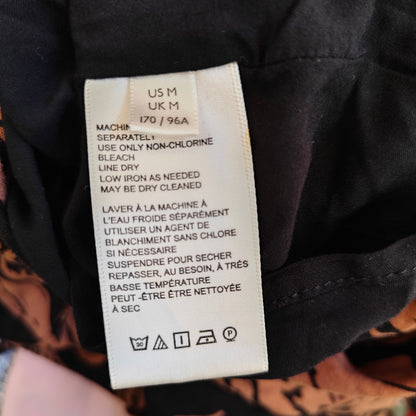 US M
UK M
170 / 96A
MACHIN
SEPARATELY
USE ONLY NON-CHLORINE
BLEACH
LINE DRY
LOW IRON AS NEEDED
MAY BE DRY CLEANED
LAVER À LA MACHINE À
L'EAU FROIDE SÉPARÉMENT
UTILISER UN AGENT DE
BLANCHIMENT SANS CHLORE
SI NÉCESSAIRE
SUSPENDRE POUR SECHER
REPASSER, AU BESOIN, À TRÉS
BASSE TEMPÉRATURE
PEUT -ÊTRE ÊTRE NETTOYÉE
À SEC
P